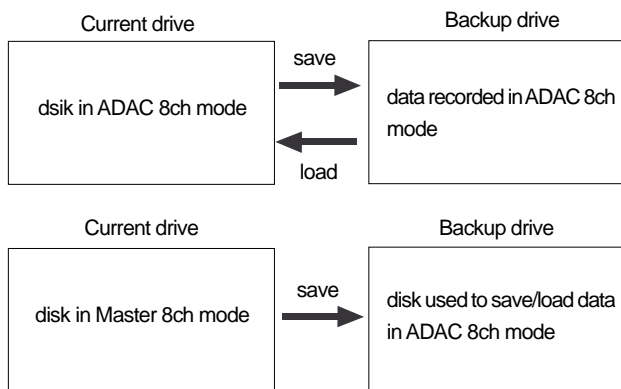 Current drive
Backup drive
save
dsik in ADAC 8ch mode
data recorded in ADAC 8ch
mode
load
Current drive
Backup drive
save
disk in Master 8ch mode
disk used to save/load data
in ADAC 8ch mode